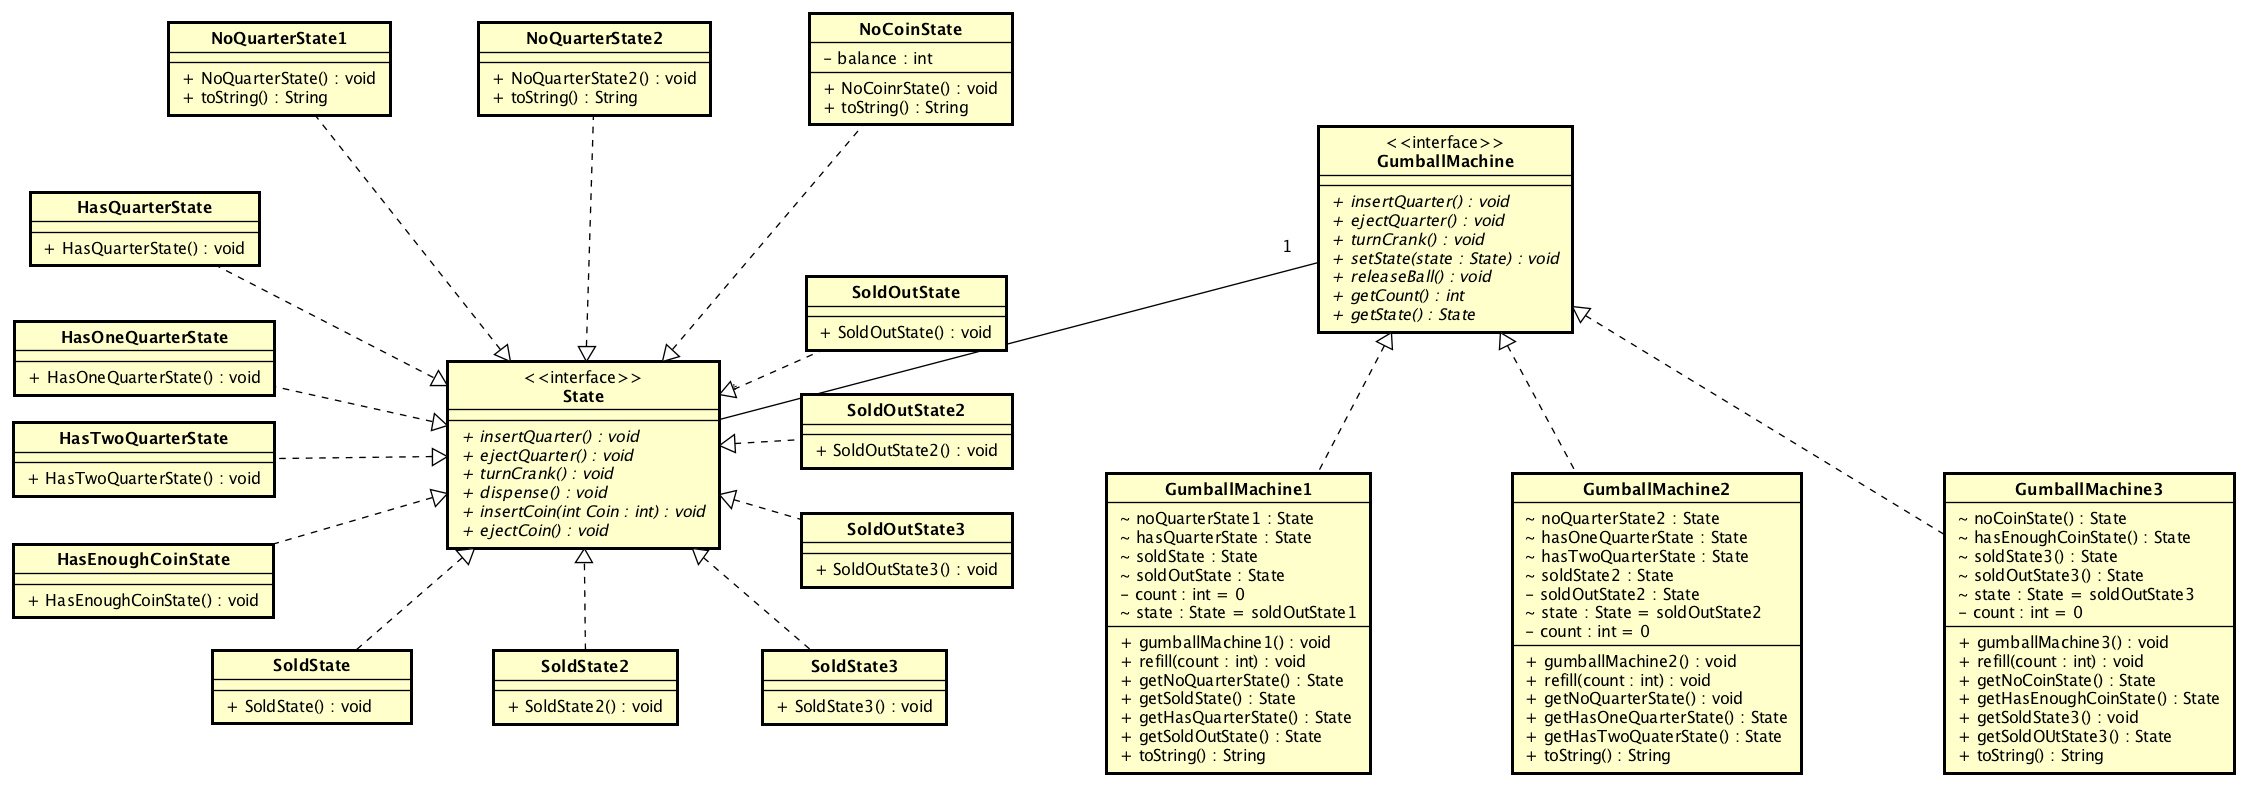 NoQuarterState1
+ NoQuarterState() : void
+ toString() : String
NoQuarterState2
+ NoQuarterState2() : void
+ toString() : String
NoCoinState
- balance : int
+ NoCoinrState() : void
+ toString() : String
<<interface>>
GumballMachine
+ insertQuarter() : void
+ ejectQuarter() : void
+ turnCrank() : void
+ setState(state : State) : void
+ releaseBall() : void
+ getCount() : int
+ getState() : State
1
HasQuarterState
+ HasQuarterState() : void
HasOneQuarterState
+ HasOneQuarterState() : void
HasTwoQuarterState
+ HasTwoQuarterState() : void
HasEnoughCoinState
+ HasEnoughCoinState() : void
<<interface>>
State
+ insertQuarter() : void
+ ejectQuarter() : void
+ turnCrank() : void
+ dispense() : void
+ insertCoin(int Coin : int) : void
+ ejectCoin() : void
SoldOutState
+ SoldOutState() : void
SoldOutState2
+ SoldOutState2() : void
SoldOutState3
+ SoldOutState3() : void
SoldState
+ SoldState() : void
SoldState2
+ SoldState2() : void
SoldState3
+ SoldState3() : void
GumballMachine1
~ noQuarterState1 : State
~ hasQuarterState : State
~ soldState : State
~ soldOutState : State
- count : int = 0
~ state : State = soldOutState1
+ gumballMachine1() : void
+ refill(count : int) : void
+ getNoQuarterState() : State
+ getSoldState() : State
+ getHasQuarterState() : State
+ getSoldOutState() : State
+ toString() : String
GumballMachine2
~ noQuarterState2 : State
~ hasOneQuarterState : State
~ hasTwoQuarterState : State
~ soldState2 : State
- soldOutState2 : State
~ state : State = soldOutState2
- count : int = 0
+ gumballMachine2() : void
+ refill(count : int) : void
+ getNoQuarterState() : void
+ getHasOneQuarterState() : State
+ getHasTwoQuaterState() : State
+ toString() : String
GumballMachine3
~ noCoinState() : State
~ hasEnoughCoinState() : State
~ soldState3() : State
~ soldOutState3() : State
~ state : State = soldOutState3
- count : int = 0
+ gumballMachine3() : void
+ refill(count : int) : void
+ getNoCoinState() : State
+ getHasEnoughCoinState() : State
+ getSoldState3() : void
+ getSoldOUtState3() : State
+ toString() : String